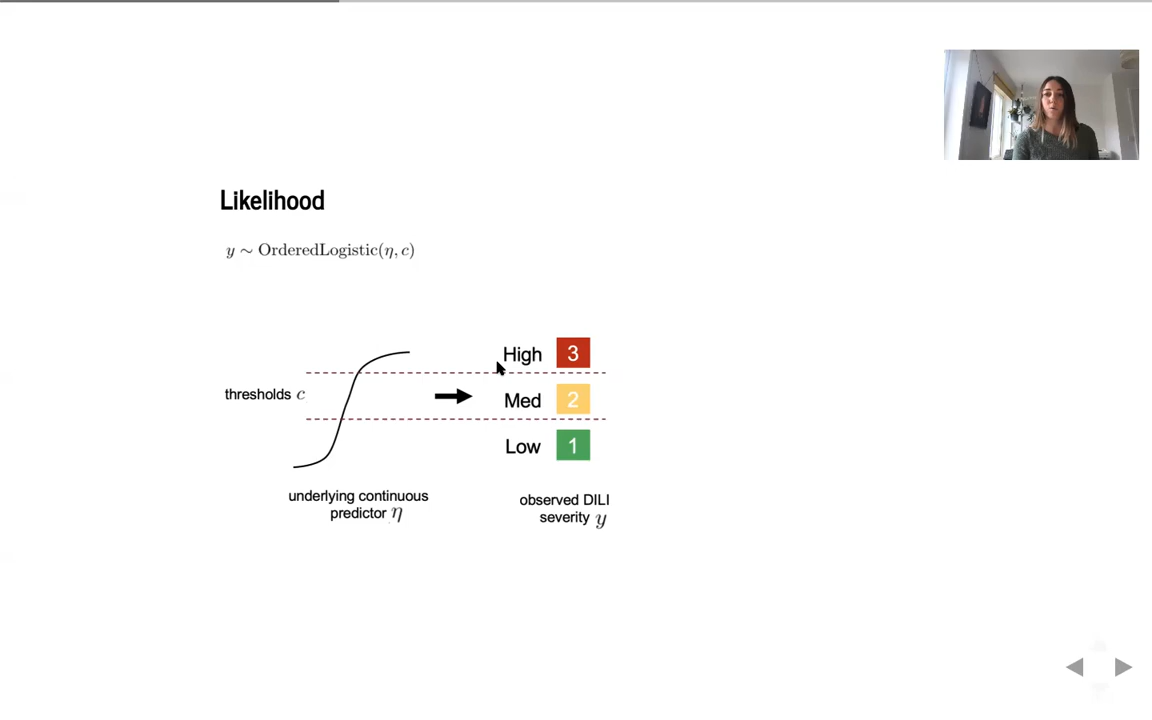 Likelihood
y ∼ OrderedLogistic(η, c)
High 3
thresholds c
Med 2
Low 1
underlying continuous
predictor η
observed DILI
severity y